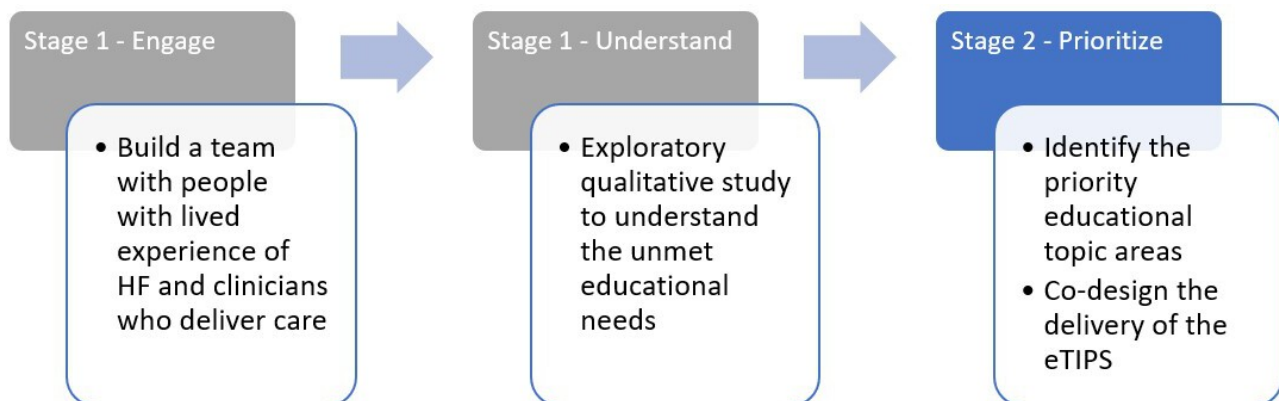 Stage 1 - Engage
• Build a team
with people
with lived
experience of
HF and clinicians
who deliver care
Stage 1 - Understand
• Exploratory
qualitative study
to understand
the unmet
educational
needs
Stage 2 - Prioritize
• Identify the
priority
educational
topic areas
• Co-design the
delivery of the
eTIPS